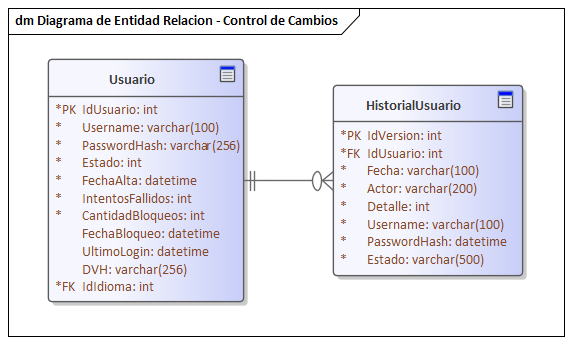 dm Diagrama de Entidad Relacion - Control de Cambios
Usuario
*PK IdUsuario: int
* Username: varchar(100)
* PasswordHash: varchar(256)
* Estado: int
* FechaAlta: datetime
* IntentosFallidos: int
* CantidadBloqueos: int
FechaBloqueo: datetime
UltimoLogin: datetime
DVH: varchar(256)
*FK IdIdioma: int
HistorialUsuario
*PK IdVersion: int
*FK IdUsuario: int
* Fecha: varchar(100)
* Actor: varchar(200)
* Detalle: int
* Username: varchar(100)
* PasswordHash: datetime
* Estado: varchar(500)